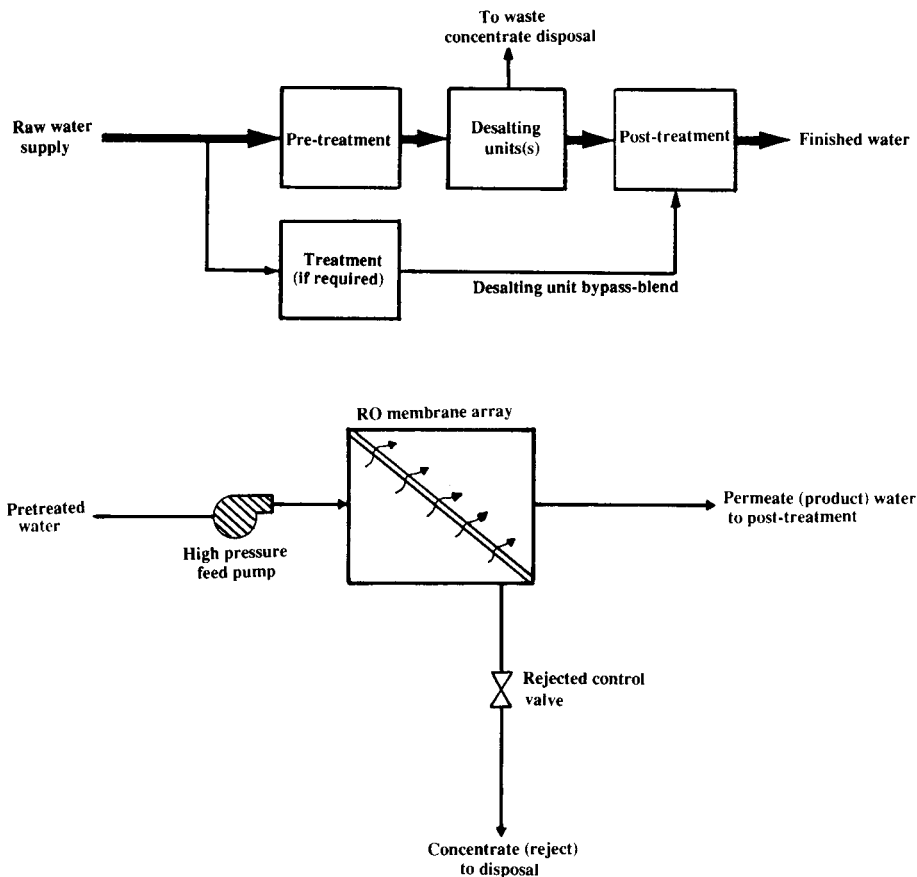 To waste
concentrate disposal
Raw water
supply
Pre-treatment
Desalting
units(s)
Post-treatment
Finished water
Treatment
(if required)
Desalting unit bypass-blend
RO membrane array
Pretreated
water
High pressure
feed pump
Permeate (product) water
to post-treatment
Rejected control
valve
Concentrate (reject)
to disposal